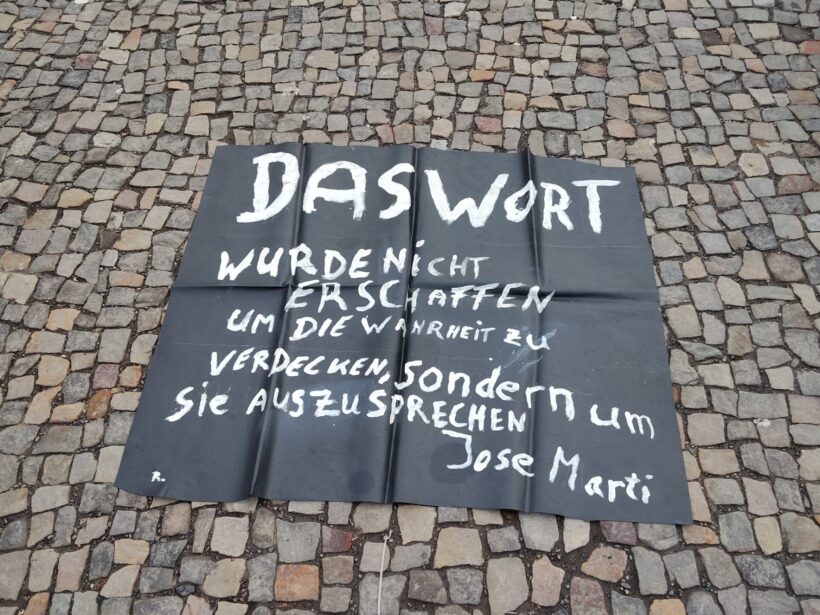 DAS WORT
WURDE NICHT
ERSCHAFFEN
UM DIE WAHRHEIT ZU
VERDECKEN, sondern um
sie AUSZUSPRECHEN
Jose Marti
R.